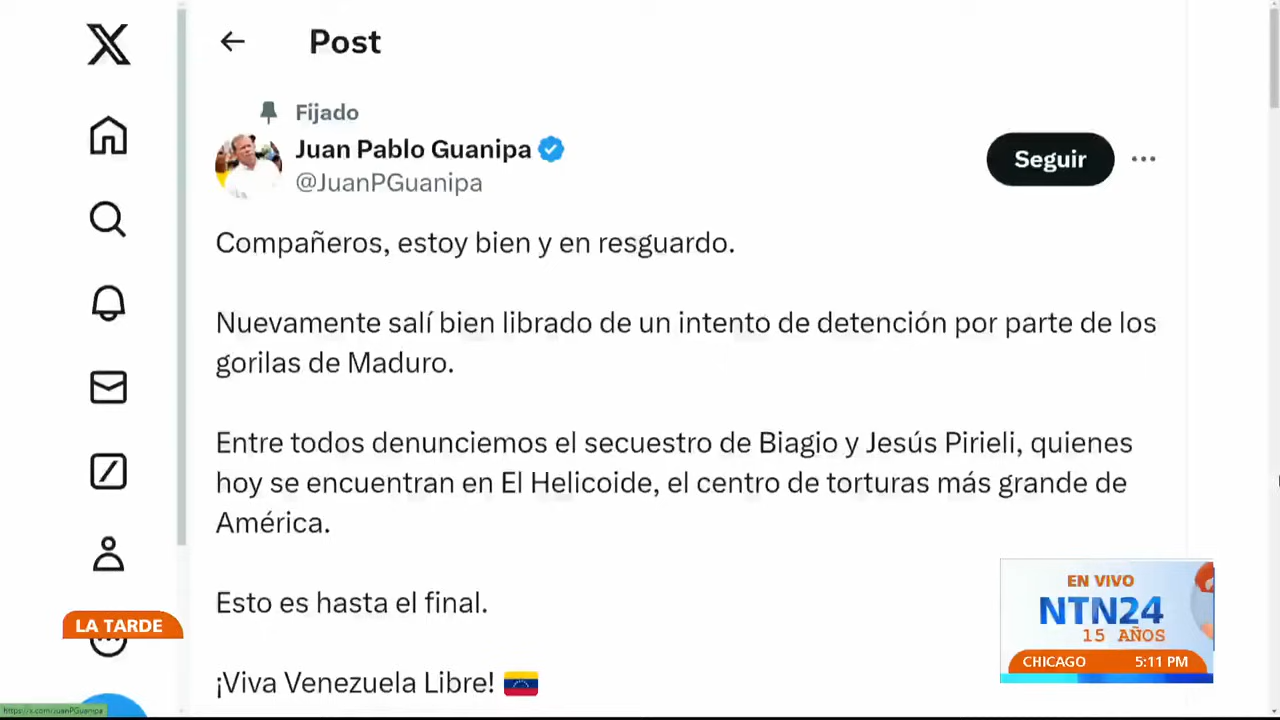 Post
Fijado
Juan Pablo Guanipa
@JuanPGuanipa
Seguir
Compañeros, estoy bien y en resguardo.
Nuevamente salí bien librado de un intento de detención por parte de los
gorilas de Maduro.
Entre todos denunciemos el secuestro de Biagio y Jesús Pirieli, quienes
hoy se encuentran en El Helicoide, el centro de torturas más grande de
América.
Esto es hasta el final.
¡Viva Venezuela Libre!
LA TARDE
EN VIVO
NTN24
15 AÑOS
CHICAGO 5:11 PM
https://x.com/JuanPGuanipa